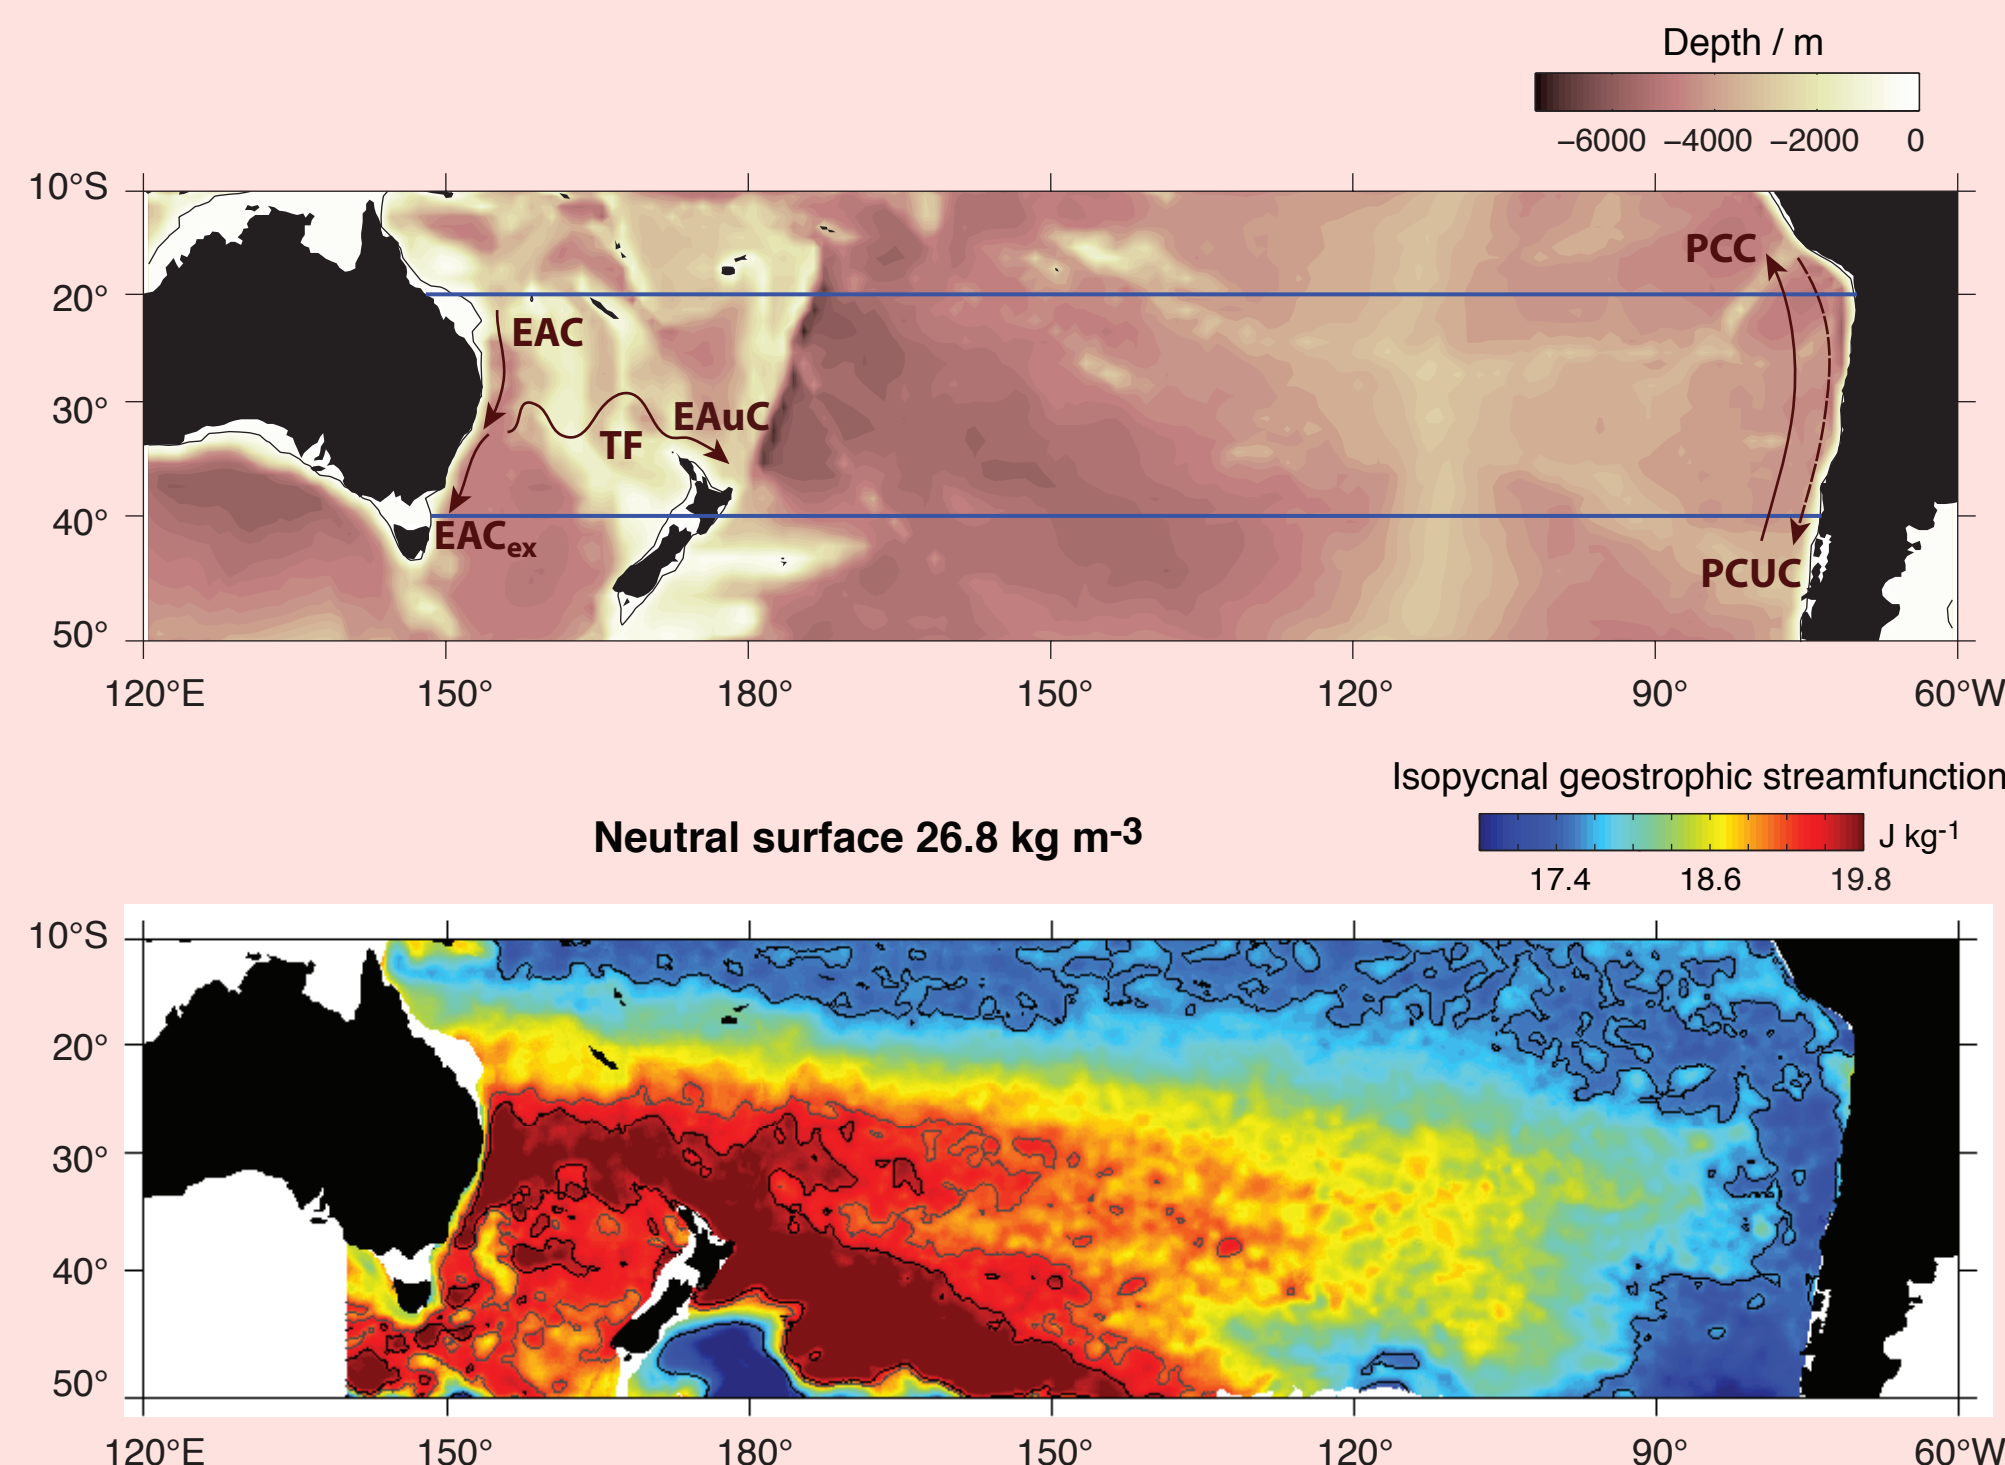 Depth / m
−6000 −4000 −2000 0
10°S
PCC
20°
EAC
30°
EAuC
TF
40°
EACex
PCUC
50°
120°E 150° 180° 150° 120° 90° 60°W
Isopycnal geostrophic streamfunction
Neutral surface 26.8 kg m-3
J kg-1
17.4 18.6 19.8
10°S
20°
30°
40°
50°
120°E 150° 180° 150° 120° 90° 60°W